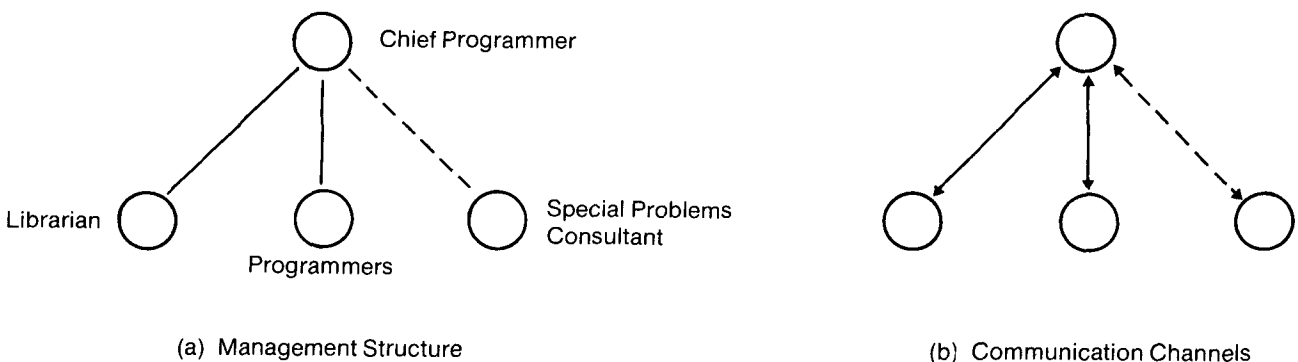 Chief Programmer
Librarian
Special Problems
Consultant
Programmers
(a) Management Structure
(b) Communication Channels